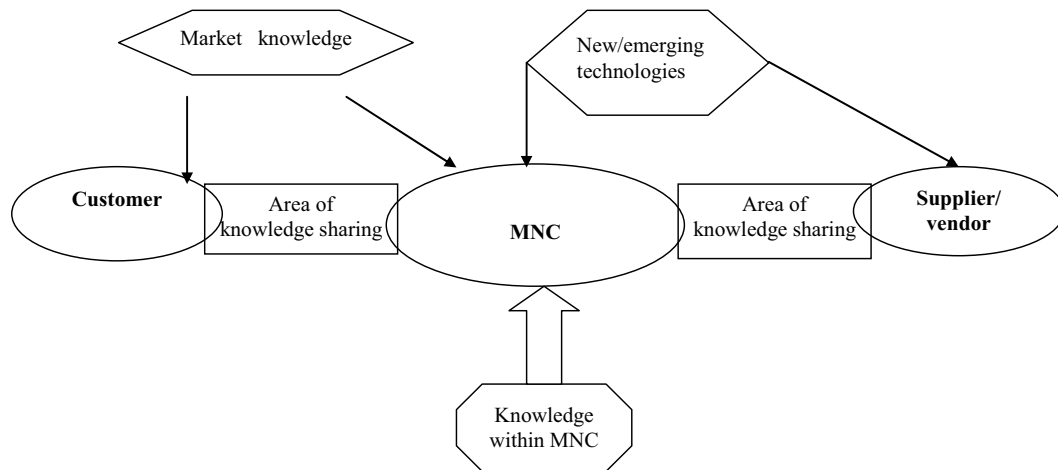 Market knowledge
New/emerging
technologies
Customer
Area of
knowledge sharing
MNC
Area of
knowledge sharing
Supplier/
vendor
Knowledge
within MNC